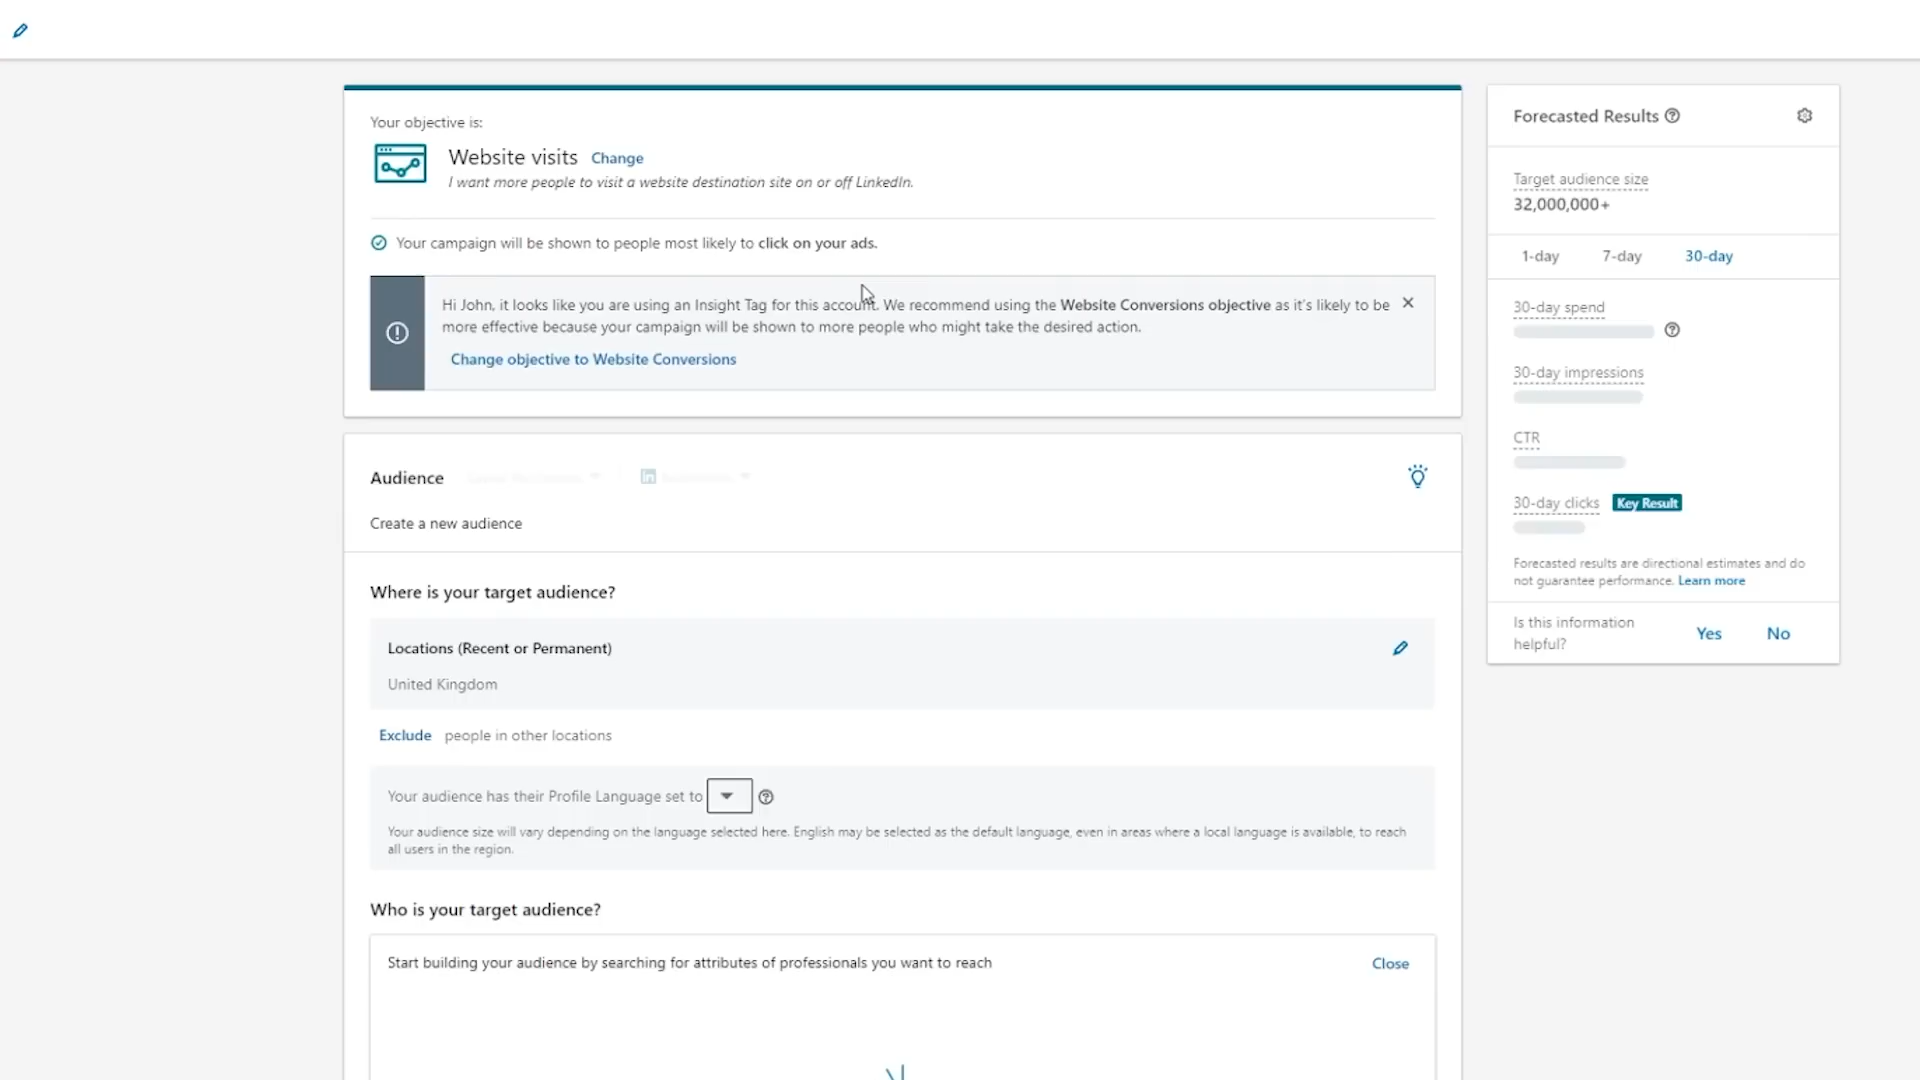 Your objective is:
Website visits Change
I want more people to visit a website destination site on or off LinkedIn.
Your campaign will be shown to people most likely to click on your ads.
Hi John, it looks like you are using an Insight Tag for this account. We recommend using the Website Conversions objective as it's likely to be
more effective because your campaign will be shown to more people who might take the desired action.
Change objective to Website Conversions
Audience
in
Create a new audience
Where is your target audience?
Locations (Recent or Permanent)
United Kingdom
Exclude people in other locations
Your audience has their Profile Language set to
Your audience size will vary depending on the language selected here. English may be selected as the default language, even in areas where a local language is available, to reach
all users in the region.
Who is your target audience?
Start building your audience by searching for attributes of professionals you want to reach
Close
Forecasted Results
Target audience size
32,000,000+
1-day 7-day 30-day
30-day spend
30-day impressions
CTR
30-day clicks Key Result
Forecasted results are directional estimates and do
not guarantee performance. Learn more
Is this information
helpful?
Yes No